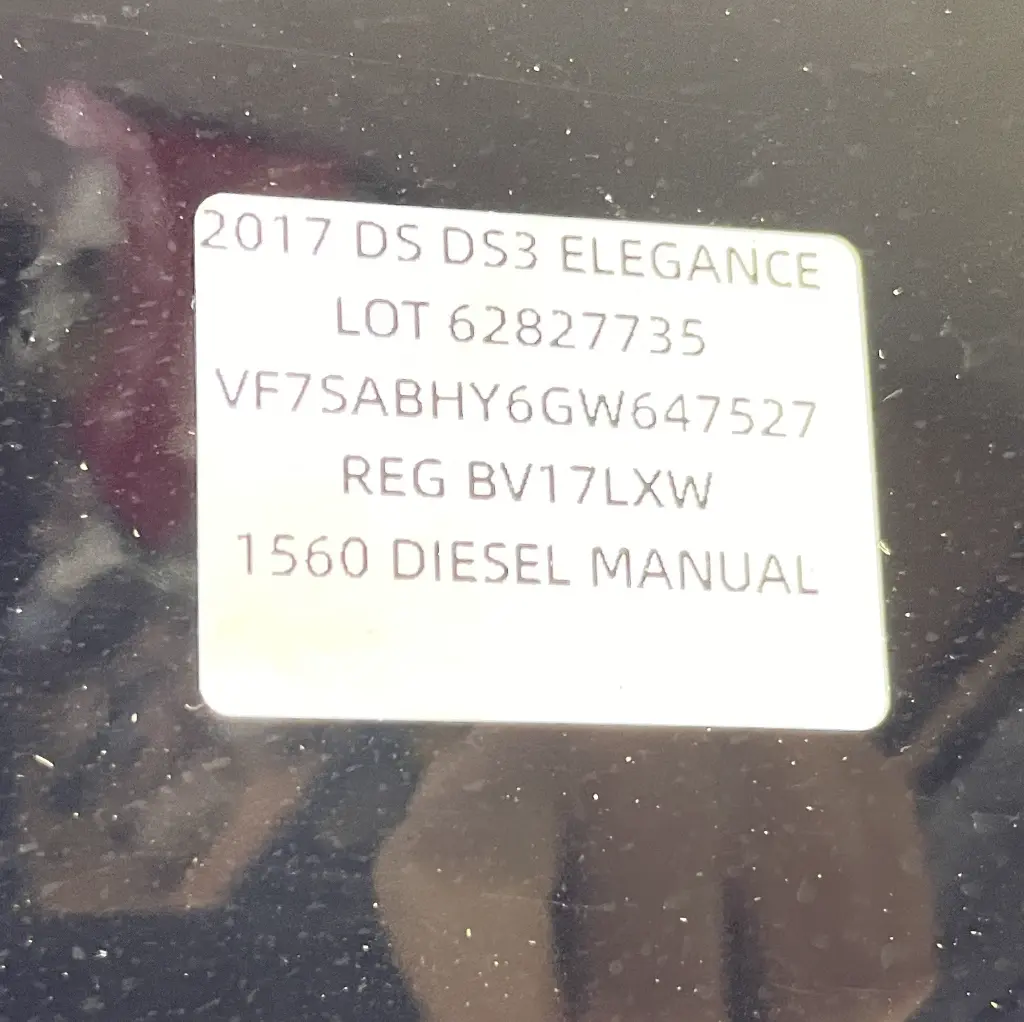 2017 DS DS3 ELEGANCE
LOT 62827735
VF7SABHY6GW647527
REG BV17LXW
1560 DIESEL MANUAL